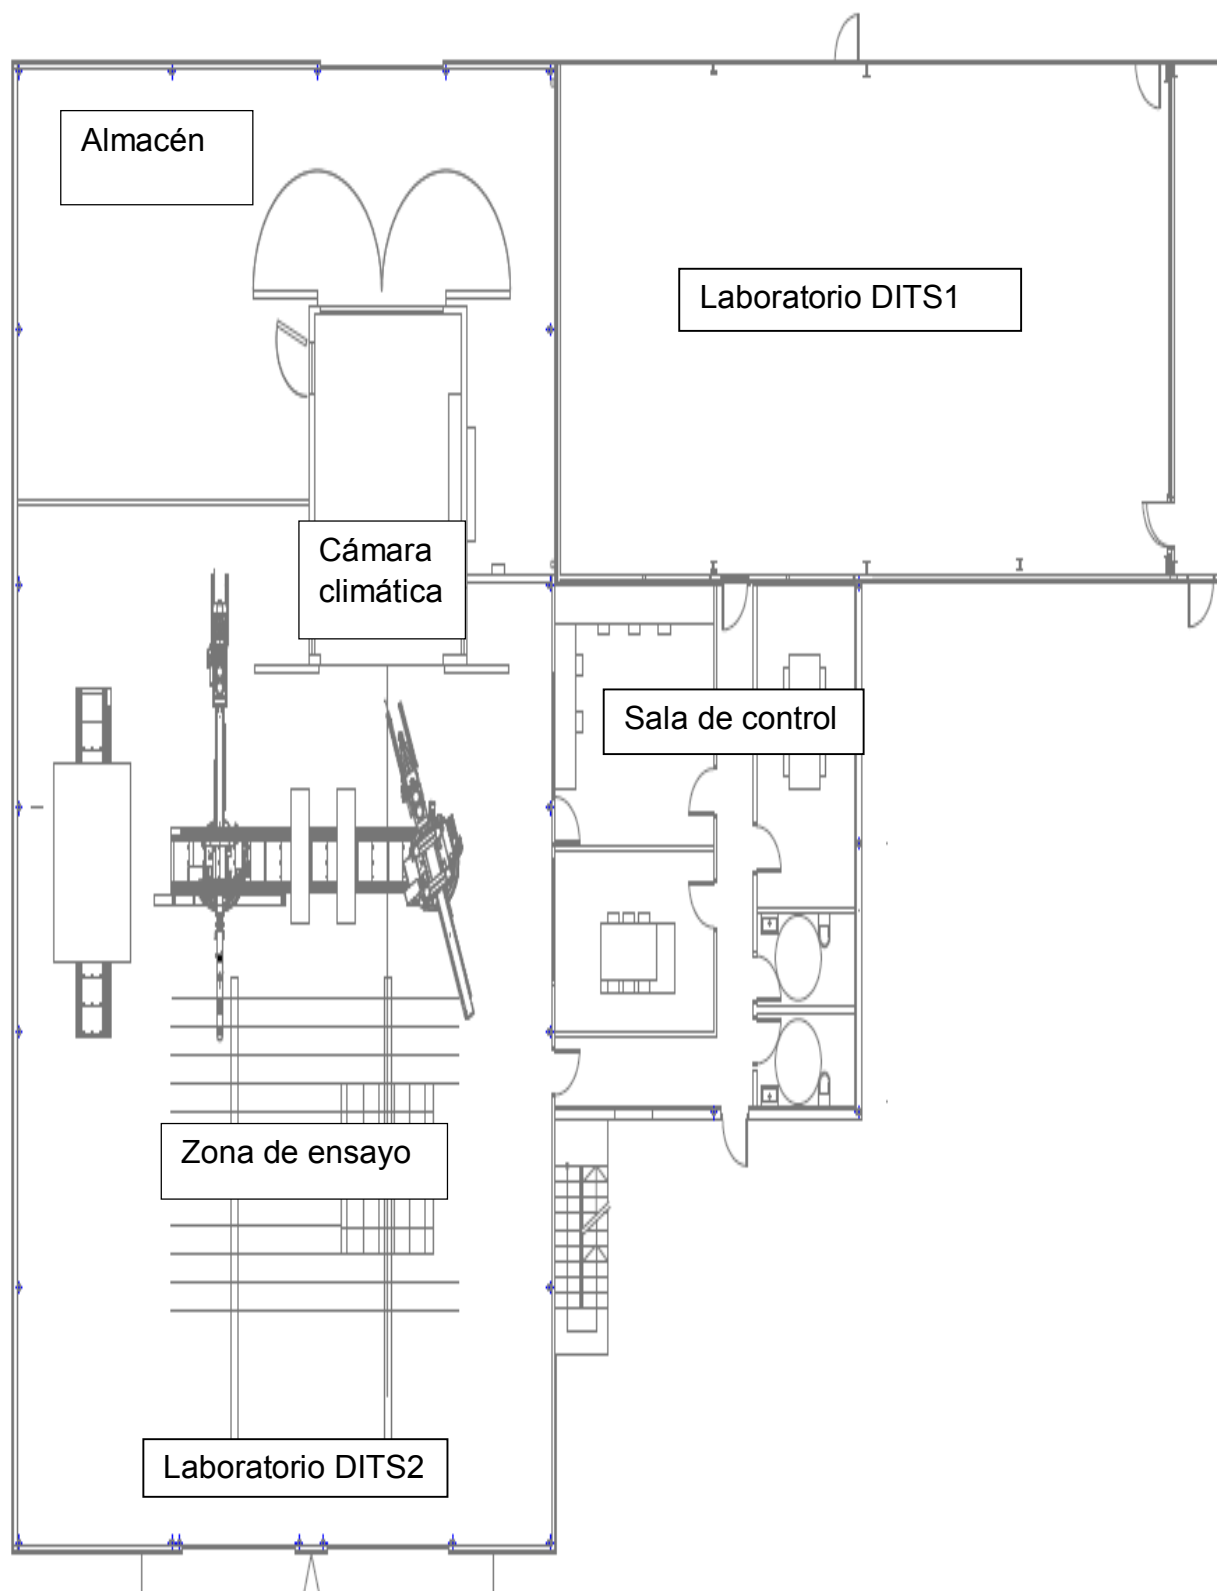 Almacén
Laboratorio DITS1
Cámara
climática
Sala de control
Zona de ensayo
Laboratorio DITS2